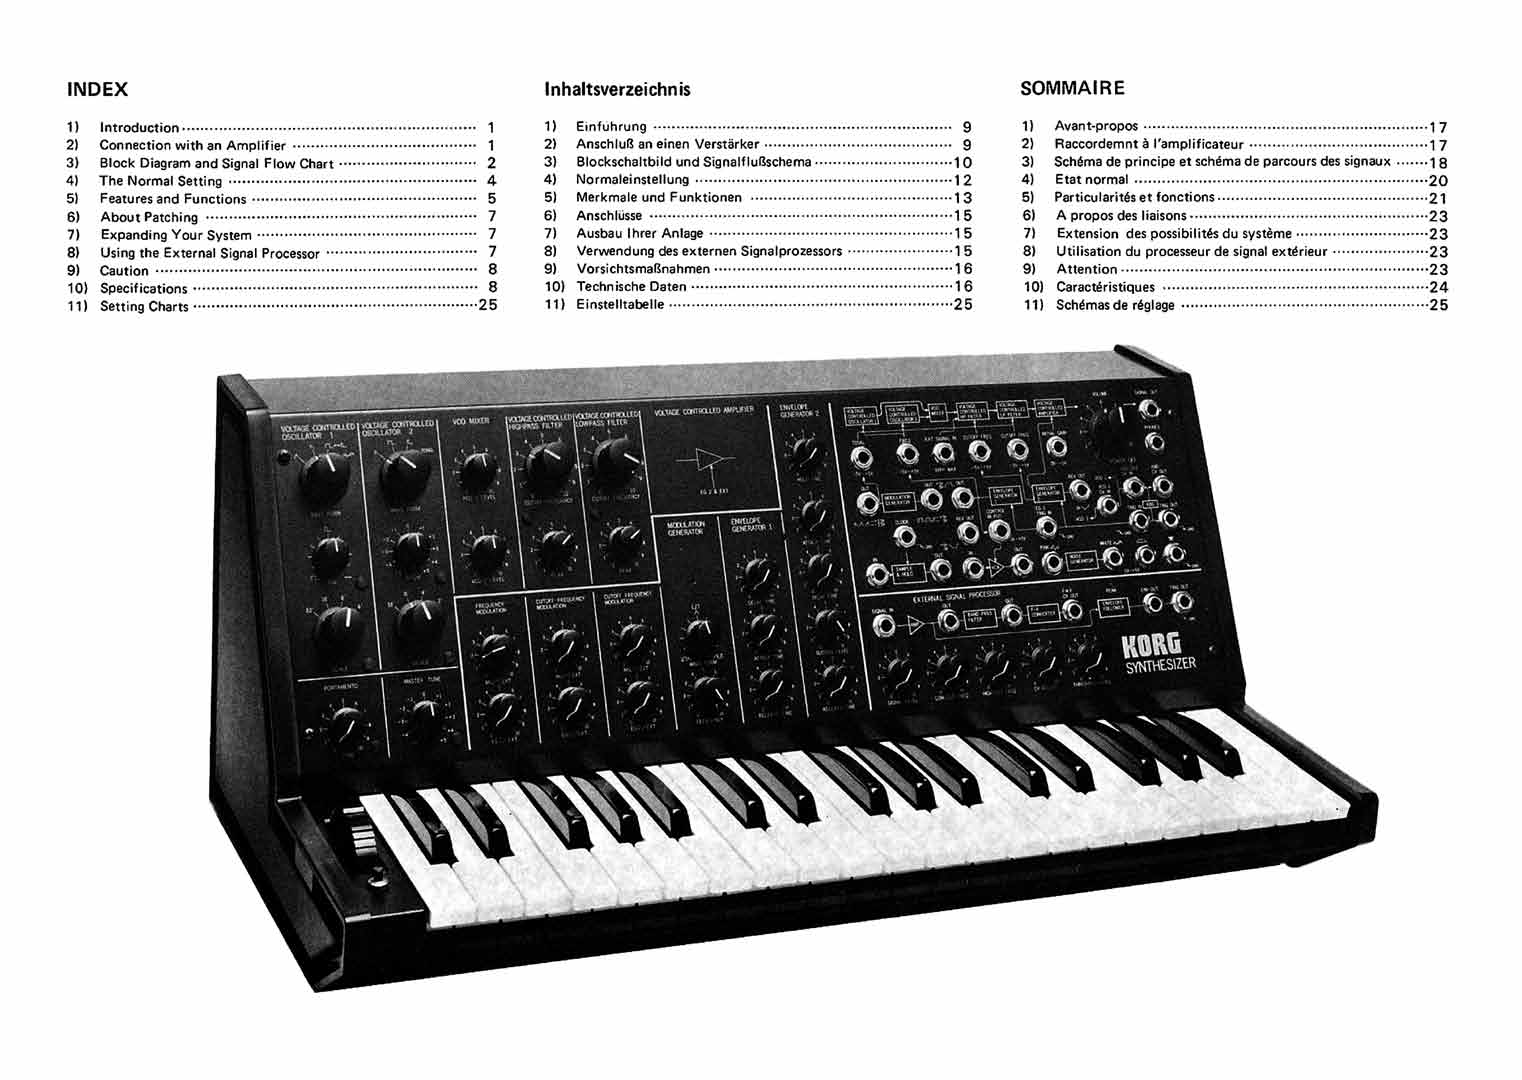 INDEX
1) Introduction 1
2) Connection with an Amplifier 1
3) Block Diagram and Signal Flow Chart 2
4) The Normal Setting 4
5) Features and Functions 5
6) About Patching 7
7) Expanding Your System 7
8) Using the External Signal Processor 7
9) Caution 8
10) Specifications 8
11) Setting Charts 25
Inhaltsverzeichnis
1) Einführung 9
2) Anschluß an einen Verstärker 9
3) Blockschaltbild und Signalflußschema 10
4) Normaleinstellung 12
5) Merkmale und Funktionen 13
6) Anschlüsse 15
7) Ausbau Ihrer Anlage 15
8) Verwendung des externen Signalprozessors 15
9) Vorsichtsmaßnahmen 16
10) Technische Daten 16
11) Einstelltabelle 25
SOMMAIRE
1) Avant-propos 17
2) Raccordemnt à l'amplificateur 17
3) Schéma de principe et schéma de parcours des signaux 18
4) Etat normal 20
5) Particularités et fonctions 21
6) A propos des liaisons 23
7) Extension des possibilités du système 23
8) Utilisation du processeur de signal extérieur 23
9) Attention 23
10) Caractéristiques 24
11) Schémas de réglage 25
VOLTAGE CONTROLLED
OSCILLATOR 1
VOLTAGE CONTROLLED
OSCILLATOR 2
VCO MIXER
VOLTAGE CONTROLLED
HIGHPASS FILTER
VOLTAGE CONTROLLED
LOWPASS FILTER
VOLTAGE CONTROLLED AMPLIFIER
EG 2 & EXT
ENVELOPE
GENERATOR 2
MODULATION
GENERATOR
ENVELOPE
GENERATOR 1
FREQUENCY
MODULATION
CUTOFF FREQUENCY
MODULATION
CUTOFF FREQUENCY
MODULATION
PORTAMENTO
MASTER TUNE
EXTERNAL SIGNAL PROCESSOR
KORG
SYNTHESIZER